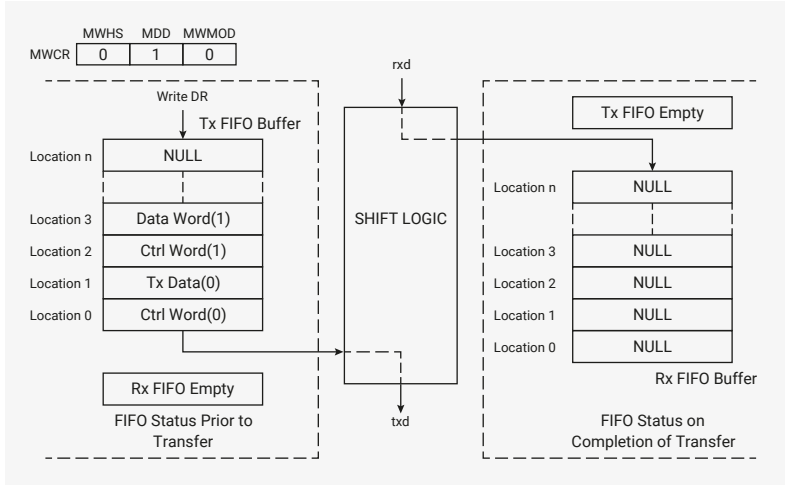 MWHS MDD MWMOD
MWCR 0 1 0
Write DR
Tx FIFO Buffer
Location n NULL
Location 3 Data Word(1)
Location 2 Ctrl Word(1)
Location 1 Tx Data(0)
Location 0 Ctrl Word(0)
Rx FIFO Empty
FIFO Status Prior to
Transfer
rxd
SHIFT LOGIC
txd
Tx FIFO Empty
Location n NULL
Location 3 NULL
Location 2 NULL
Location 1 NULL
Location 0 NULL
Rx FIFO Buffer
FIFO Status on
Completion of Transfer